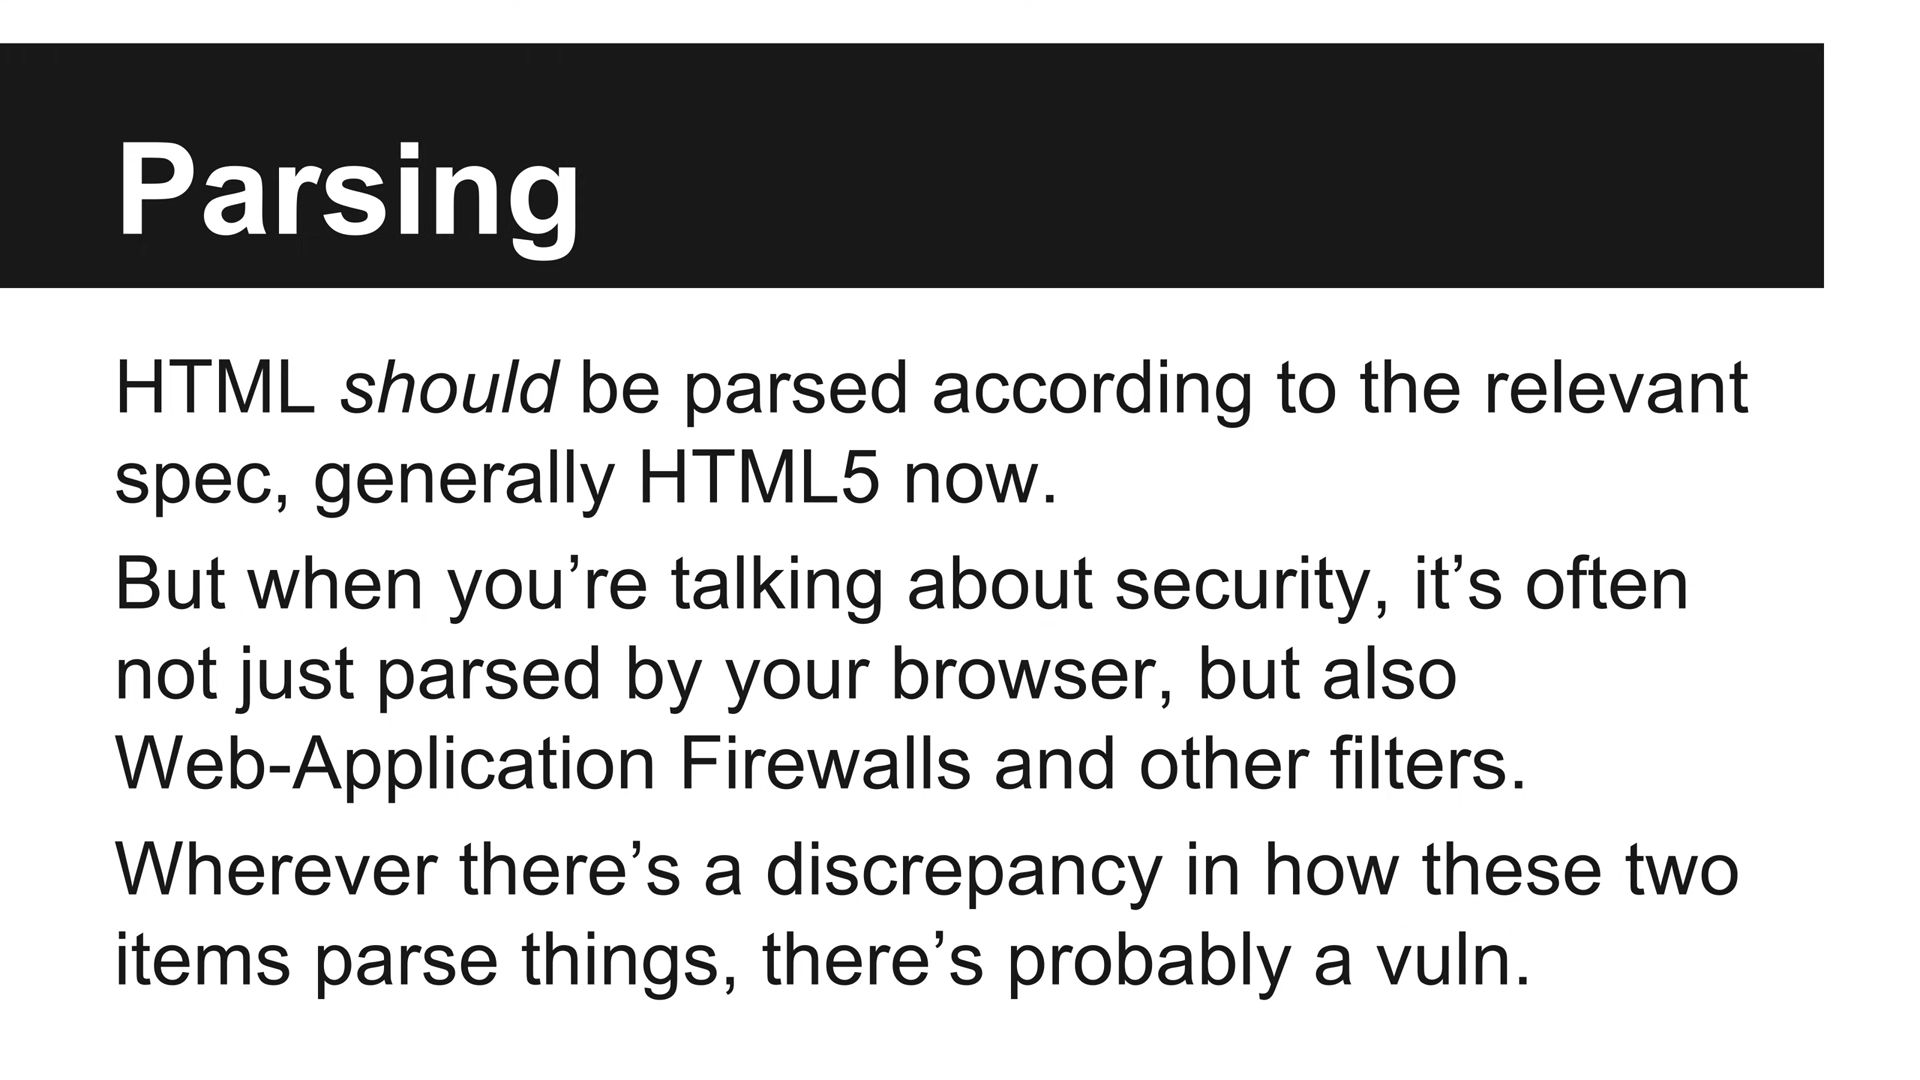 Parsing
HTML should be parsed according to the relevant
spec, generally HTML5 now.
But when you’re talking about security, it’s often
not just parsed by your browser, but also
Web-Application Firewalls and other filters.
Wherever there’s a discrepancy in how these two
items parse things, there’s probably a vuln.